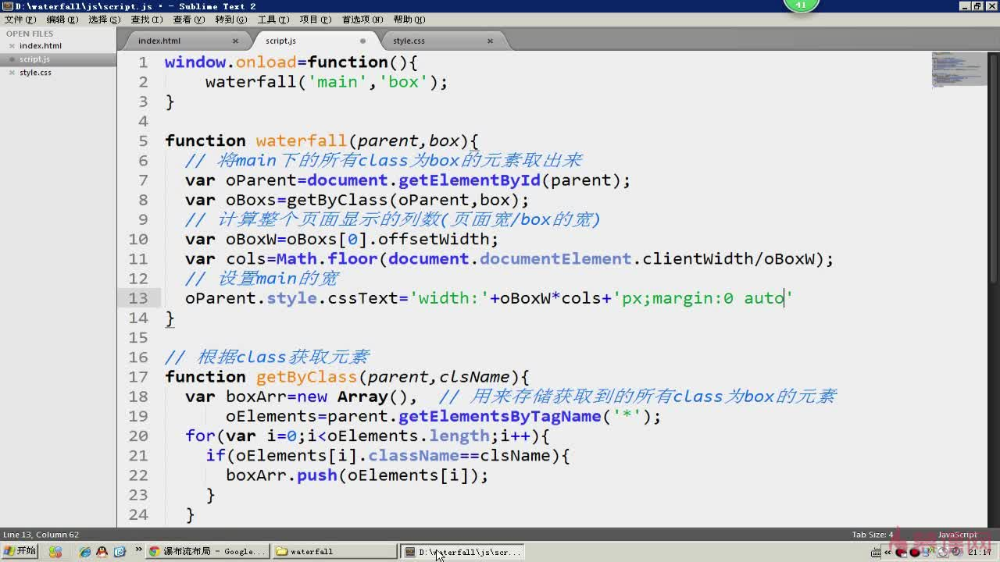 D:\waterfall\js\script.js • - Sublime Text 2
41
文件(F) 编辑(E) 选择(S) 查找(I) 查看(V) 转到(G) 工具(T) 项目(P) 首选项(N) 帮助(H)
OPEN FILES
index.html
script.js
style.css
index.html
script.js
style.css
1 window.onload=function(){
2 waterfall('main','box');
3 }
4
5 function waterfall(parent,box){
6 // 将main下的所有class为box的元素取出来
7 var oParent=document.getElementById(parent);
8 var oBoxs=getByClass(oParent,box);
9 // 计算整个页面显示的列数(页面宽/box的宽)
10 var oBoxW=oBoxs[0].offsetWidth;
11 var cols=Math.floor(document.documentElement.clientWidth/oBoxW);
12 // 设置main的宽
13 oParent.style.cssText='width:'+oBoxW*cols+'px;margin:0 auto'
14 }
15
16 // 根据class获取元素
17 function getByClass(parent,clsName){
18 var boxArr=new Array(), // 用来存储获取到的所有class为box的元素
19 oElements=parent.getElementsByTagName('*');
20 for(var i=0;i<oElements.length;i++){
21 if(oElements[i].className==clsName){
22 boxArr.push(oElements[i]);
23 }
24 }
Line 13, Column 62
Tab Size: 4
JavaScript
慕课网
开始
瀑布流布局 - Google...
waterfall
D:\waterfall\js\scr...
21:17